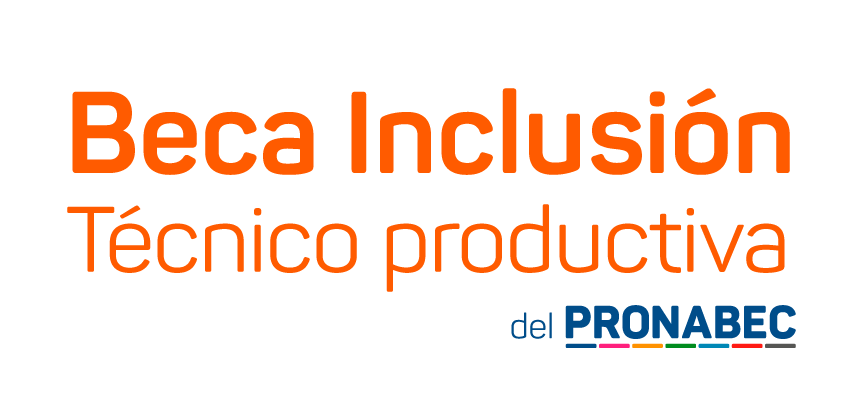 Beca Inclusión
Técnico productiva
del PRONABEC